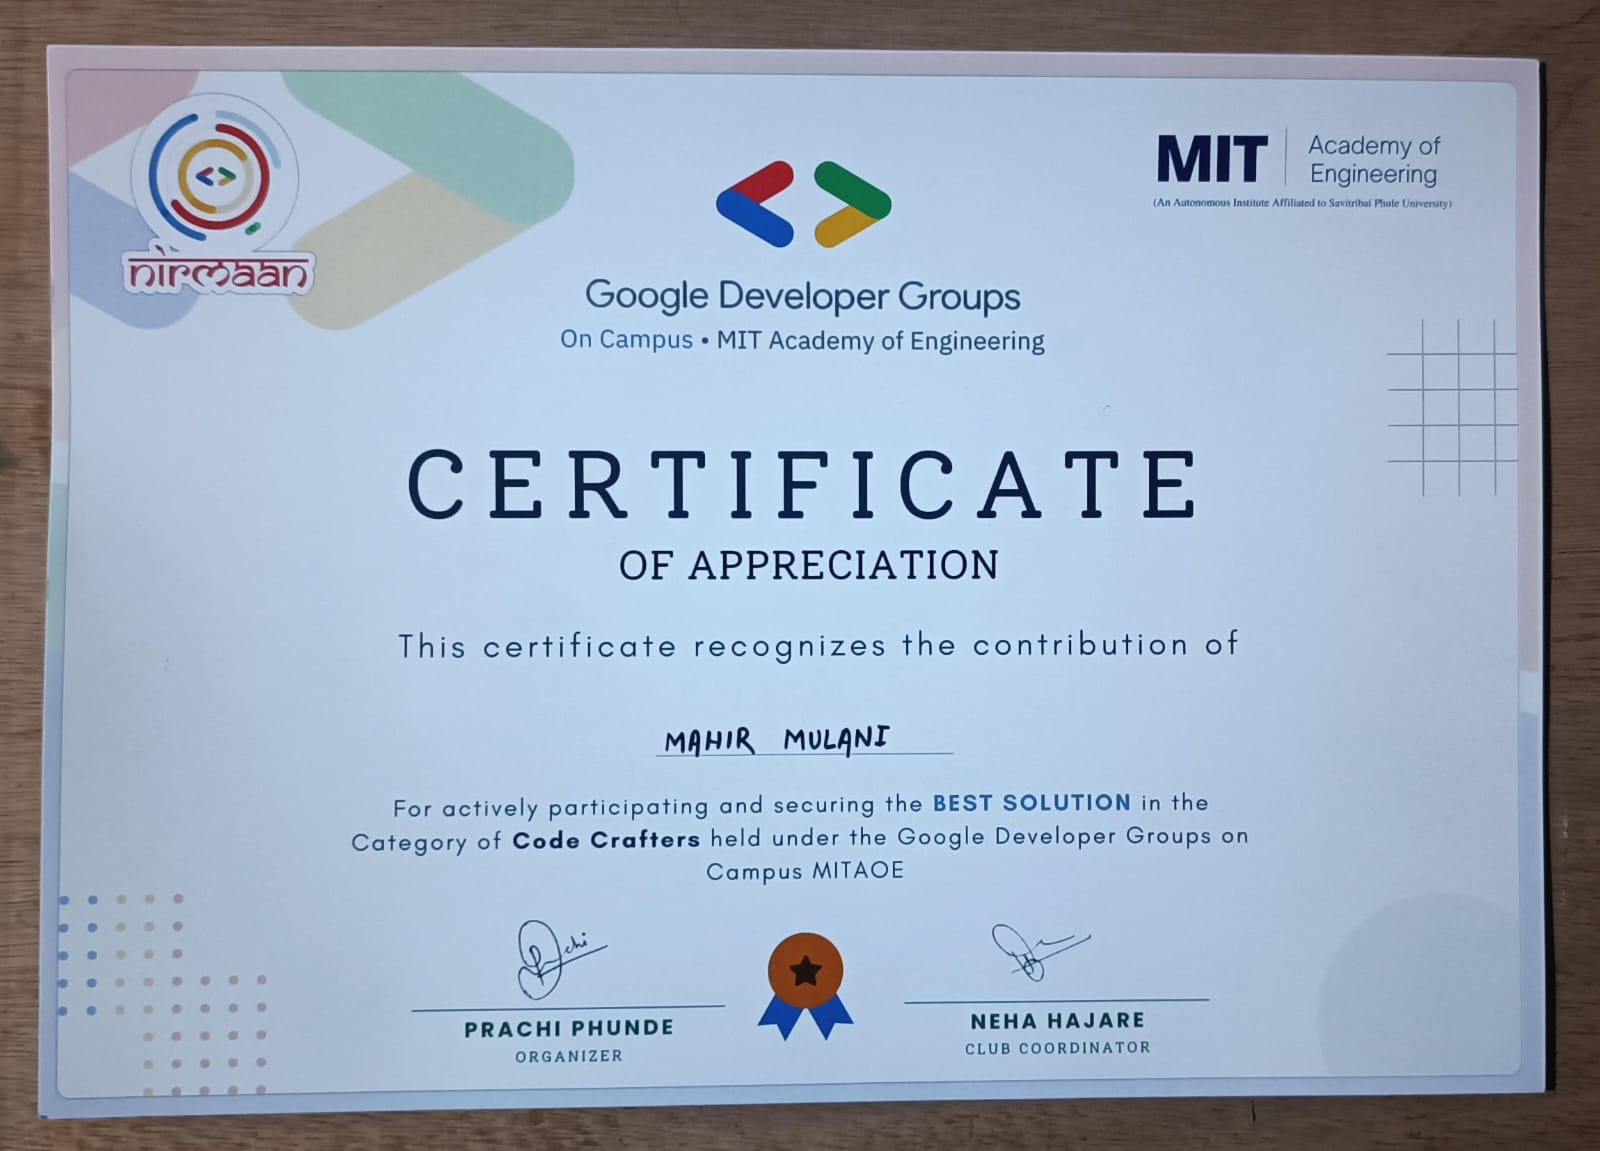 nirmaan
MIT
Academy of
Engineering
(An Autonomous Institute Affiliated to Savitribai Phule University)
Google Developer Groups
On Campus • MIT Academy of Engineering
CERTIFICATE
OF APPRECIATION
This certificate recognizes the contribution of
MAHIR MULANI
For actively participating and securing the BEST SOLUTION in the
Category of Code Crafters held under the Google Developer Groups on
Campus MITAOE
PRACHI PHUNDE
ORGANIZER
NEHA HAJARE
CLUB COORDINATOR